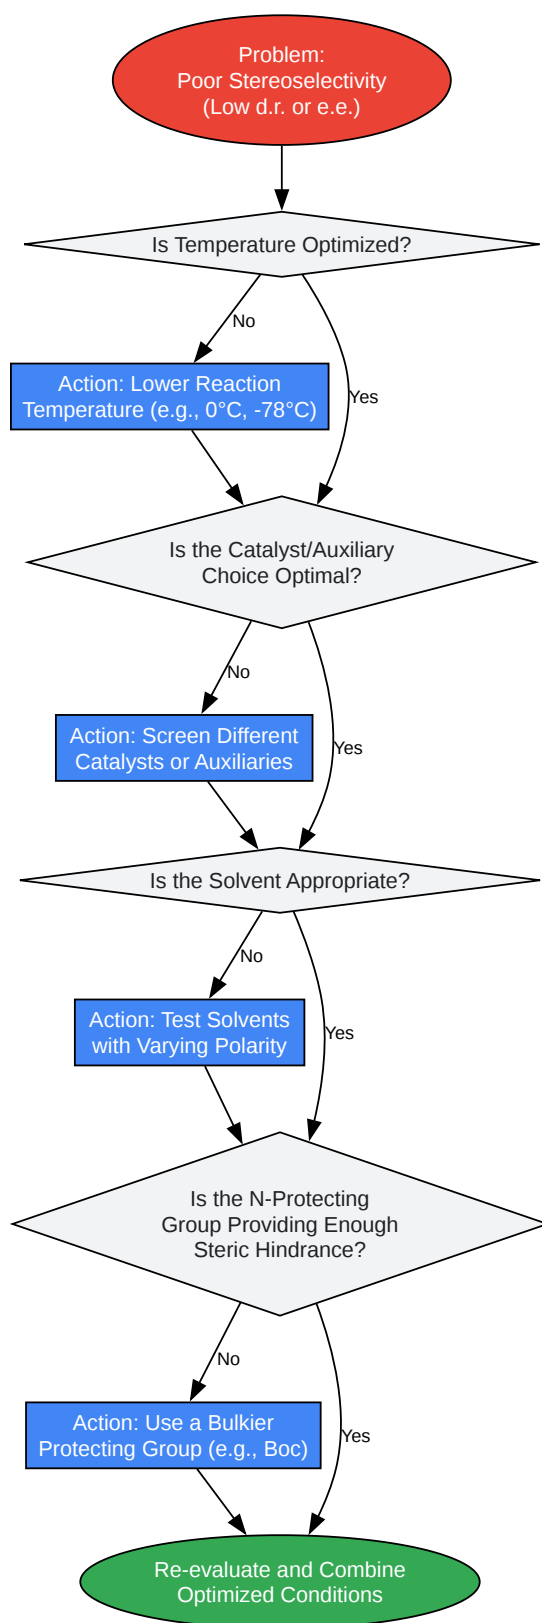 Problem:
Poor Stereoselectivity
(Low d.r. or e.e.)
Is Temperature Optimized?
No
Action: Lower Reaction
Temperature (e.g., 0°C, -78°C)
Yes
Is the Catalyst/Auxiliary
Choice Optimal?
No
Action: Screen Different
Catalysts or Auxiliaries
Yes
Is the Solvent Appropriate?
No
Action: Test Solvents
with Varying Polarity
Yes
Is the N-Protecting
Group Providing Enough
Steric Hindrance?
No
Action: Use a Bulkier
Protecting Group (e.g., Boc)
Yes
Re-evaluate and Combine
Optimized Conditions